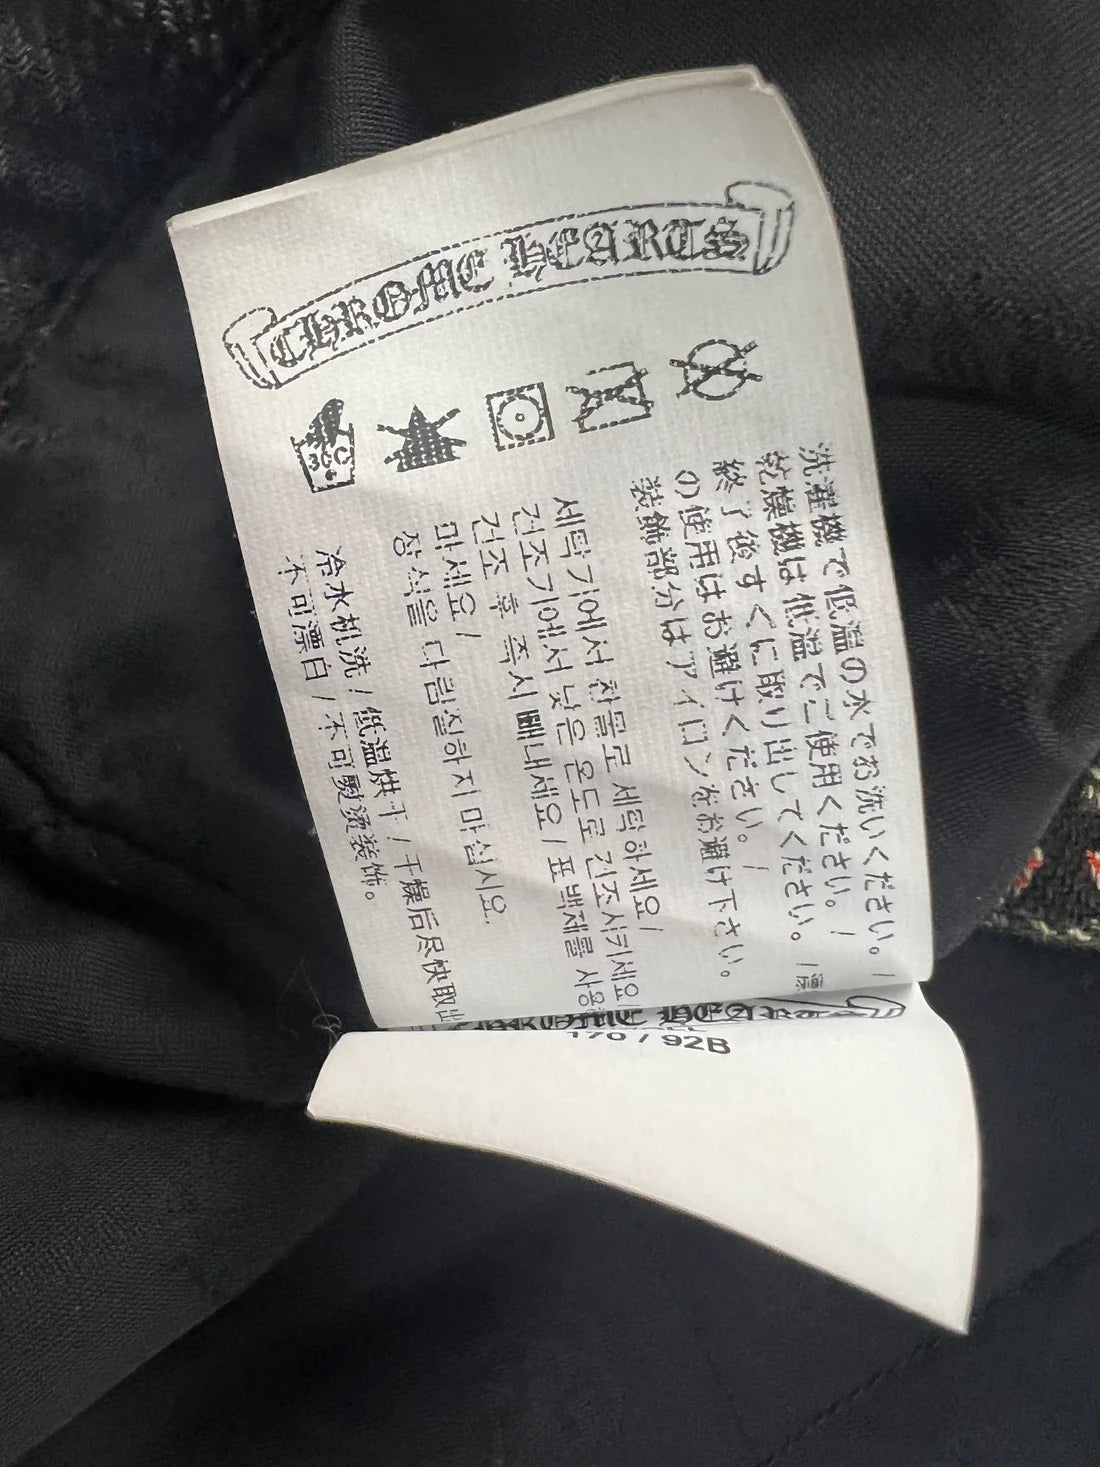 CHROME HEARTS
洗濯機で低温の水でお洗いください。/
乾燥機は低温でご使用ください。/
終了後すぐに取り出してください。/
の使用はお避けください。/
装飾部分はアイロンをお避け下さい。
세탁기에서 찬물로 세탁하세요/
건조기에서 낮은 온도로 건조시키세요/
건조 후 즉시 빼내세요/표백제를 사용
마세요/
장식을 다림질하지 마십시요.
冷水机洗/低温烘干/干燥后尽快取出
不可漂白/不可熨烫装饰。
CHROME HEARTS
170/92B